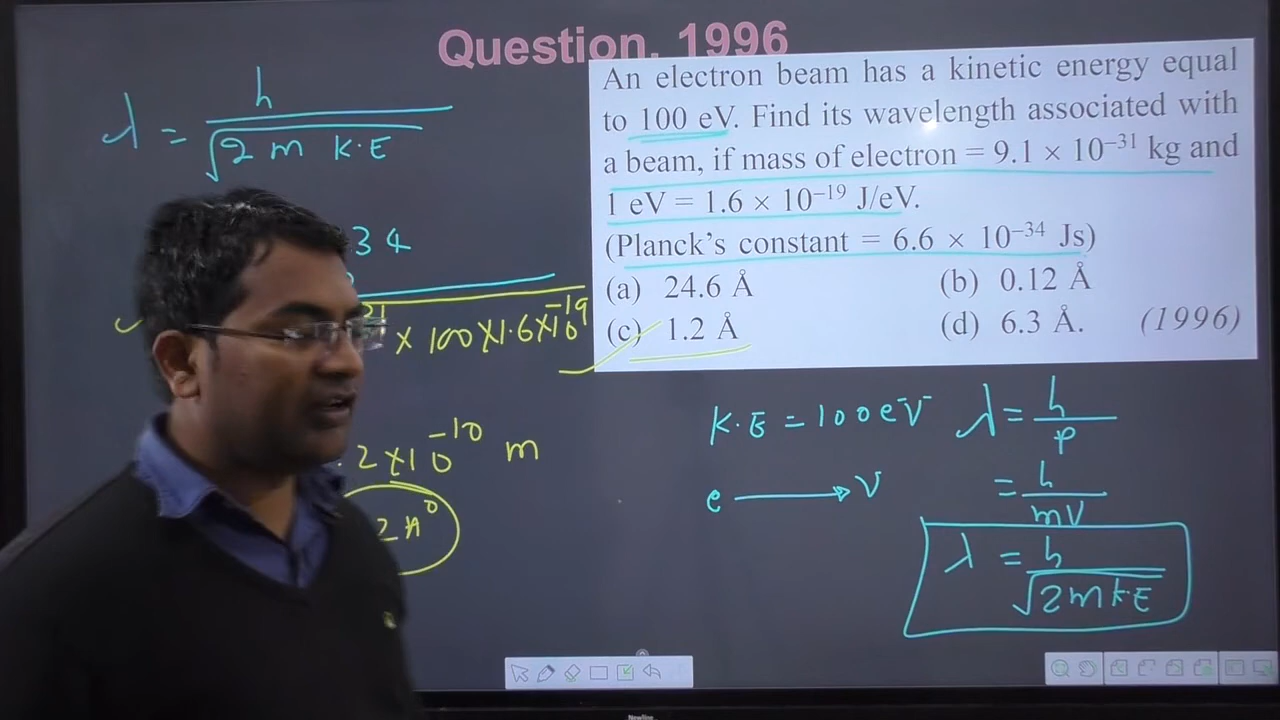 Question. 1996
An electron beam has a kinetic energy equal
to 100 eV. Find its wavelength associated with
a beam, if mass of electron = 9.1 × 10⁻³¹ kg and
1 eV = 1.6 × 10⁻¹⁹ J/eV.
(Planck's constant = 6.6 × 10⁻³⁴ Js)
(a) 24.6 Å (b) 0.12 Å
(c) 1.2 Å (d) 6.3 Å. (1996)
λ = h / √2 m K·E
34
× 100 × 1.6 × 10⁻¹⁹
.2 × 10⁻¹⁰ m
2 A⁰
K·E = 100 eV
e → V
λ = h / p
= h / mV
λ = h / √2mKE
Newline